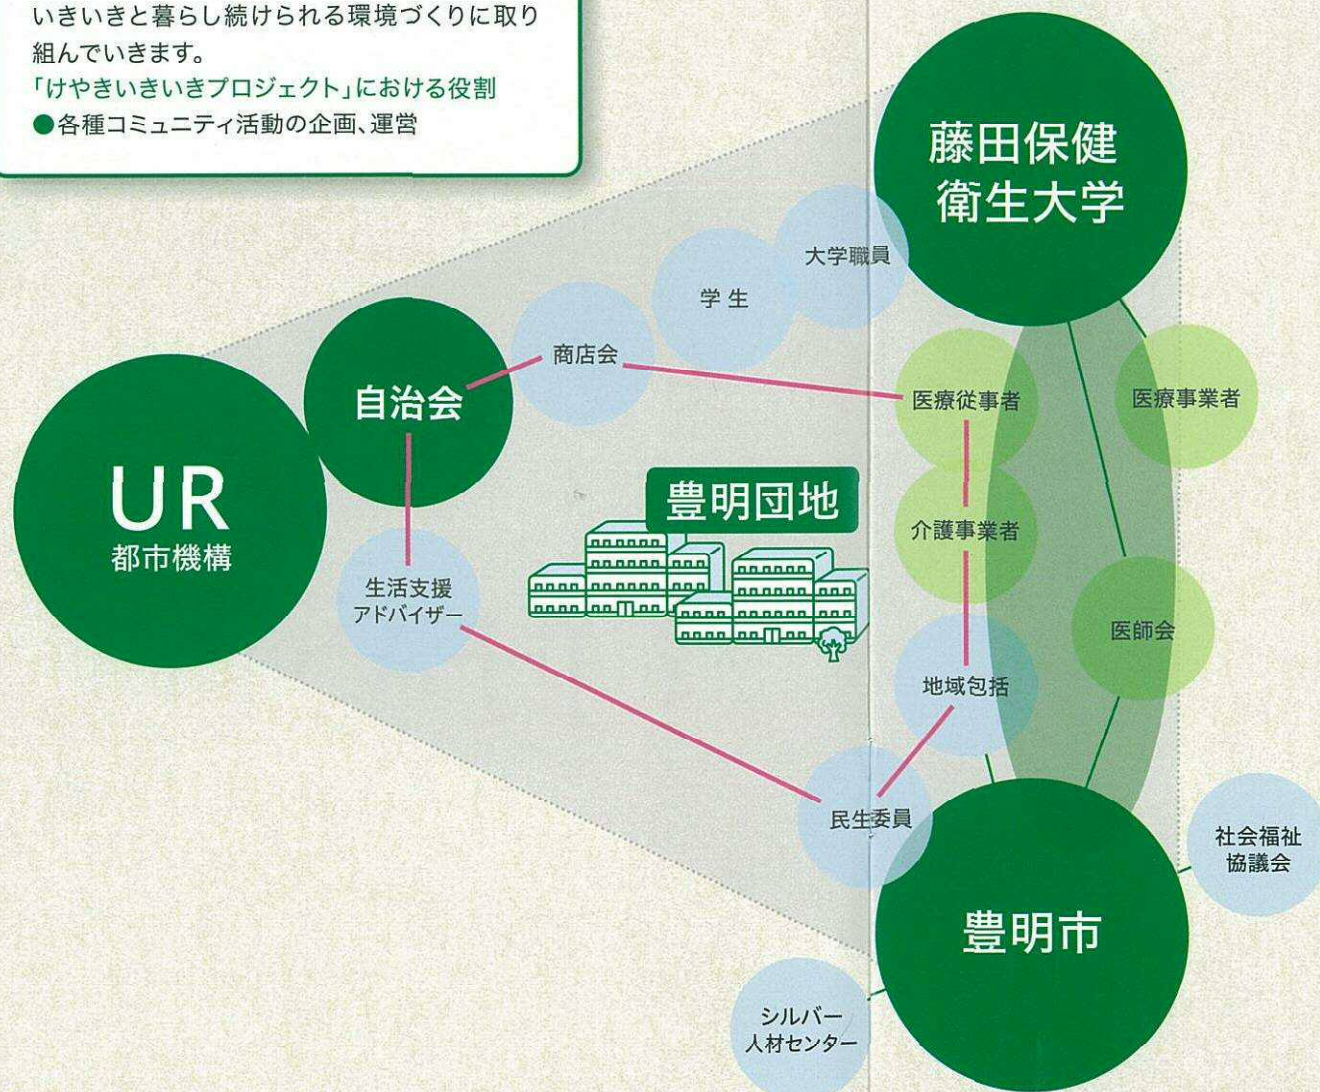 いきいきと暮らし続けられる環境づくりに取り
組んでいきます。
「けやきいきいきプロジェクト」における役割
●各種コミュニティ活動の企画、運営
藤田保健
衛生大学
大学職員
学生
商店会
自治会
医療従事者
医療事業者
UR
都市機構
豊明団地
介護事業者
生活支援
アドバイザー
医師会
地域包括
民生委員
社会福祉
協議会
豊明市
シルバー
人材センター